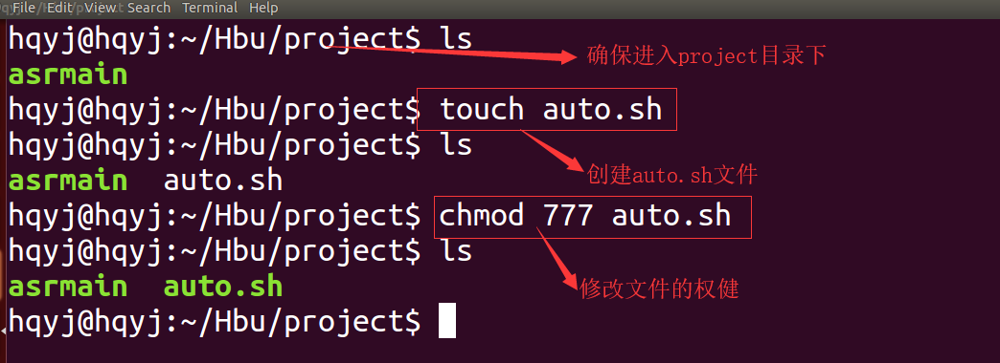 File Edit View Search Terminal Help
hqyj@hqyj:~/Hbu/project$ ls
确保进入project目录下
asrmain
hqyj@hqyj:~/Hbu/project$ touch auto.sh
hqyj@hqyj:~/Hbu/project$ ls
创建auto.sh文件
asrmain auto.sh
hqyj@hqyj:~/Hbu/project$ chmod 777 auto.sh
hqyj@hqyj:~/Hbu/project$ ls
asrmain auto.sh
修改文件的权健
hqyj@hqyj:~/Hbu/project$